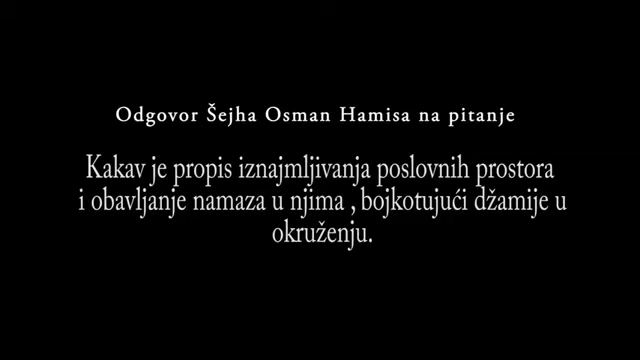 Odgovor Šejha Osman Hamisa na pitanje
Kakav je propis iznajmljivanja poslovnih prostora
i obavljanje namaza u njima , bojkotujući džamije u
okruženju.